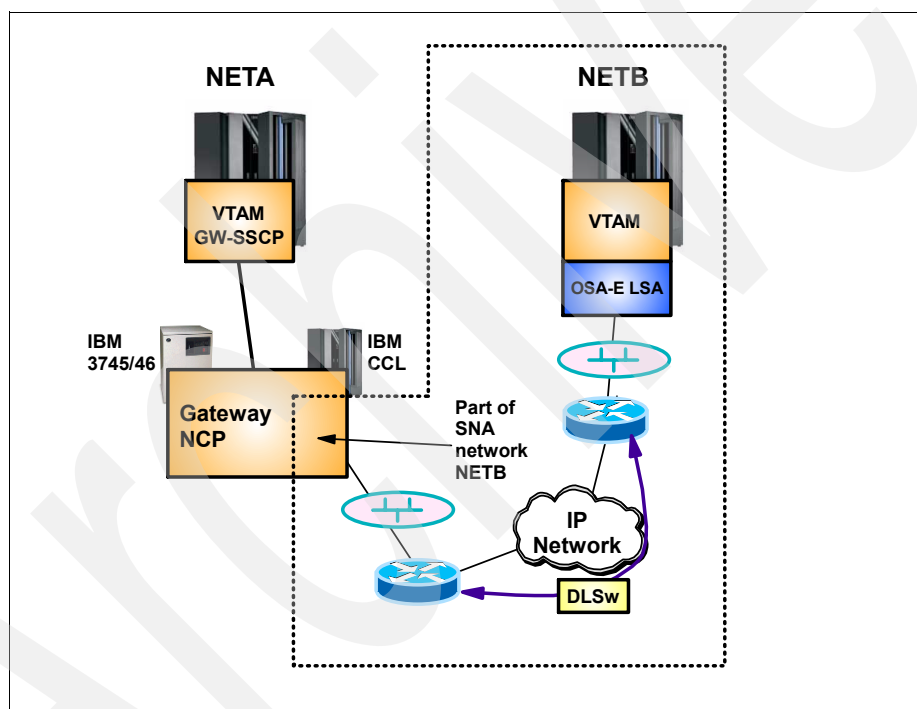 NETA
NETB
VTAM
GW-SSCP
VTAM
OSA-E LSA
IBM
3745/46
IBM
CCL
Gateway
NCP
Part of
SNA
network
NETB
IP
Network
DLSw
Archive